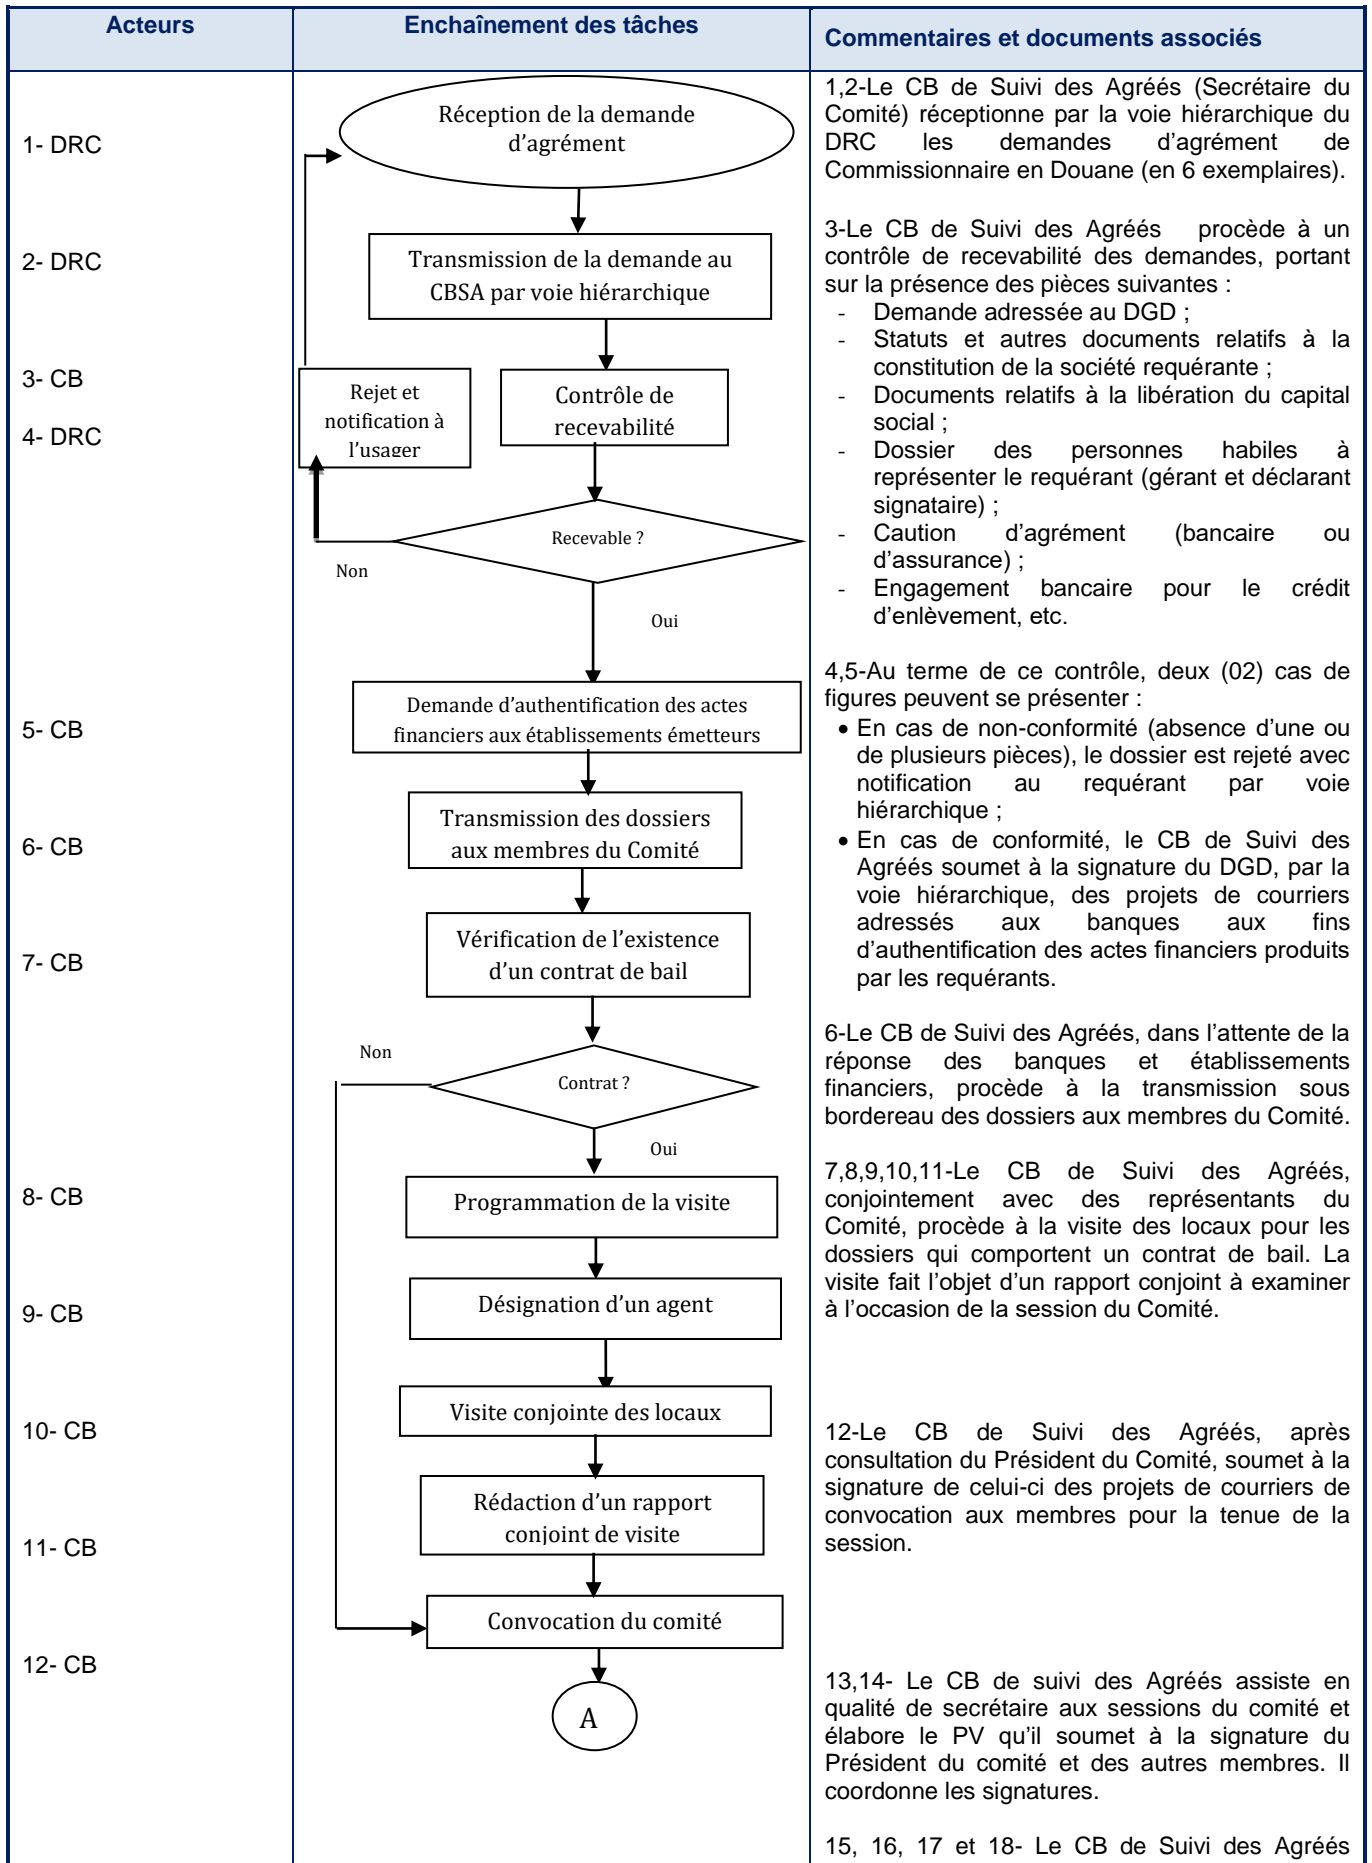 Acteurs
Enchaînement des tâches
Commentaires et documents associés
1- DRC
2- DRC
3- CB
4- DRC
5- CB
6- CB
7- CB
8- CB
9- CB
10- CB
11- CB
12- CB
Réception de la demande
d’agrément
Transmission de la demande au
CBSA par voie hiérarchique
Rejet et
notification à
l’usager
Contrôle de
recevabilité
Recevable ?
Non
Oui
Demande d’authentification des actes
financiers aux établissements émetteurs
Transmission des dossiers
aux membres du Comité
Vérification de l’existence
d’un contrat de bail
Non
Contrat ?
Oui
Programmation de la visite
Désignation d’un agent
Visite conjointe des locaux
Rédaction d’un rapport
conjoint de visite
Convocation du comité
A
1,2-Le CB de Suivi des Agréés (Secrétaire du
Comité) réceptionne par la voie hiérarchique du
DRC les demandes d’agrément de
Commissionnaire en Douane (en 6 exemplaires).
3-Le CB de Suivi des Agréés procède à un
contrôle de recevabilité des demandes, portant
sur la présence des pièces suivantes :
- Demande adressée au DGD ;
- Statuts et autres documents relatifs à la
constitution de la société requérante ;
- Documents relatifs à la libération du capital
social ;
- Dossier des personnes habiles à
représenter le requérant (gérant et déclarant
signataire) ;
- Caution d’agrément (bancaire ou
d’assurance) ;
- Engagement bancaire pour le crédit
d’enlèvement, etc.
4,5-Au terme de ce contrôle, deux (02) cas de
figures peuvent se présenter :
• En cas de non-conformité (absence d’une ou
de plusieurs pièces), le dossier est rejeté avec
notification au requérant par voie
hiérarchique ;
• En cas de conformité, le CB de Suivi des
Agréés soumet à la signature du DGD, par la
voie hiérarchique, des projets de courriers
adressés aux banques aux fins
d’authentification des actes financiers produits
par les requérants.
6-Le CB de Suivi des Agréés, dans l’attente de la
réponse des banques et établissements
financiers, procède à la transmission sous
bordereau des dossiers aux membres du Comité.
7,8,9,10,11-Le CB de Suivi des Agréés,
conjointement avec des représentants du
Comité, procède à la visite des locaux pour les
dossiers qui comportent un contrat de bail. La
visite fait l’objet d’un rapport conjoint à examiner
à l’occasion de la session du Comité.
12-Le CB de Suivi des Agréés, après
consultation du Président du Comité, soumet à la
signature de celui-ci des projets de courriers de
convocation aux membres pour la tenue de la
session.
13,14- Le CB de suivi des Agréés assiste en
qualité de secrétaire aux sessions du comité et
élabore le PV qu’il soumet à la signature du
Président du comité et des autres membres. Il
coordonne les signatures.
15, 16, 17 et 18- Le CB de Suivi des Agréés